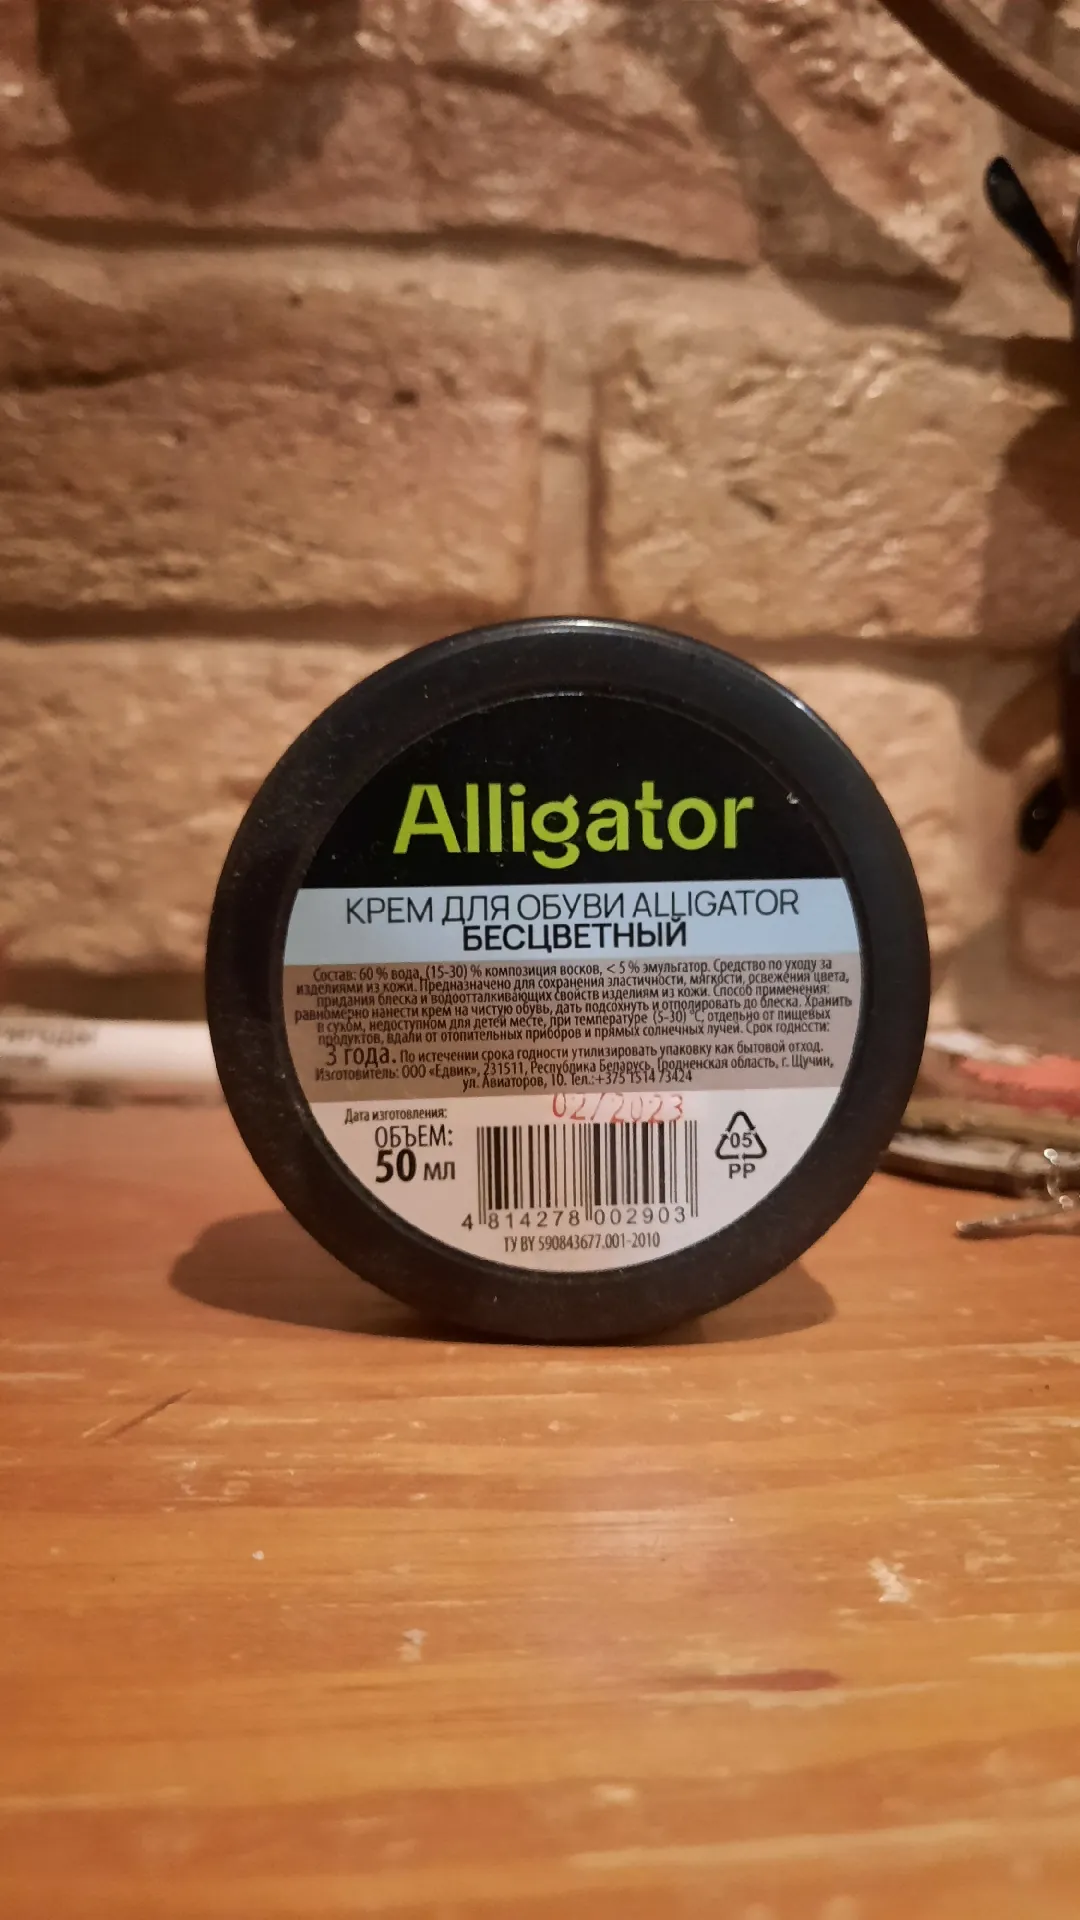 Alligator
КРЕМ ДЛЯ ОБУВИ ALLIGATOR
БЕСЦВЕТНЫЙ
Состав: 60 % вода, (15-30) % композиция восков, < 5 % эмульгатор. Средство по уходу за
изделиями из кожи. Предназначено для сохранения эластичности, мягкости, освежения цвета,
придания блеска и водоотталкивающих свойств изделиям из кожи. Способ применения:
равномерно нанести крем на чистую обувь, дать подсохнуть и отполировать до блеска. Хранить
в сухом, недоступном для детей месте, при температуре (5-30) °С, отдельно от пищевых
продуктов, вдали от отопительных приборов и прямых солнечных лучей. Срок годности:
3 года. По истечении срока годности утилизировать упаковку как бытовой отход.
Изготовитель: ООО «Едвик», 231511, Республика Беларусь, Гродненская область, г. Щучин,
ул. Авиаторов, 10. Тел.:+375 1514 73424
Дата изготовления: 02/2023
ОБЪЕМ:
50 мл
05
PP
4 814278 002903
ТУ BY 590843677.001-2010